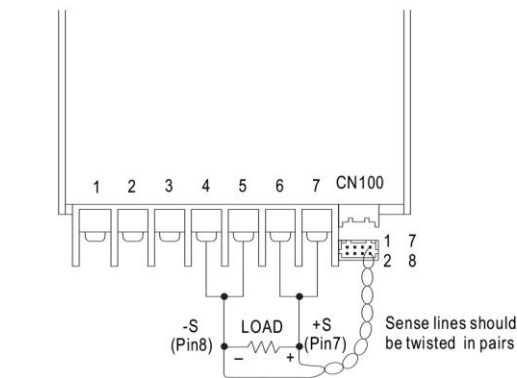 1 2 3 4 5 6 7 CN100
1 7
2 8
-S LOAD +S
(Pin8) – + (Pin7)
Sense lines should
be twisted in pairs